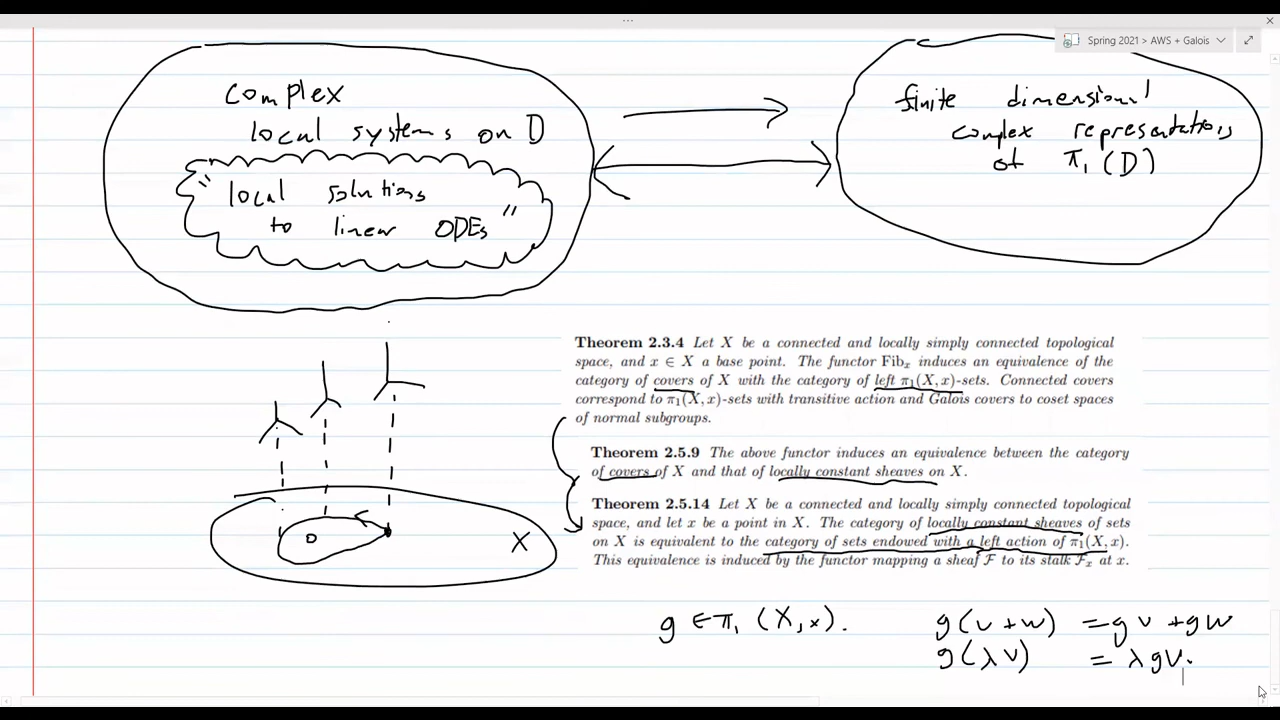 Spring 2021 > AWS + Galois
complex
local systems on D
"local solutions
to linear ODEs"
finite dimensional
complex representations
of π₁(D)
Theorem 2.3.4 Let X be a connected and locally simply connected topological
space, and x ∈ X a base point. The functor Fibₓ induces an equivalence of the
category of covers of X with the category of left π₁(X, x)-sets. Connected covers
correspond to π₁(X, x)-sets with transitive action and Galois covers to coset spaces
of normal subgroups.
Theorem 2.5.9 The above functor induces an equivalence between the category
of covers of X and that of locally constant sheaves on X.
Theorem 2.5.14 Let X be a connected and locally simply connected topological
space, and let x be a point in X. The category of locally constant sheaves of sets
on X is equivalent to the category of sets endowed with a left action of π₁(X, x).
This equivalence is induced by the functor mapping a sheaf F to its stalk Fₓ at x.
X
g ∈ π₁ (X, x).
g(v + w) = gv + gw
g(λv) = λgv.